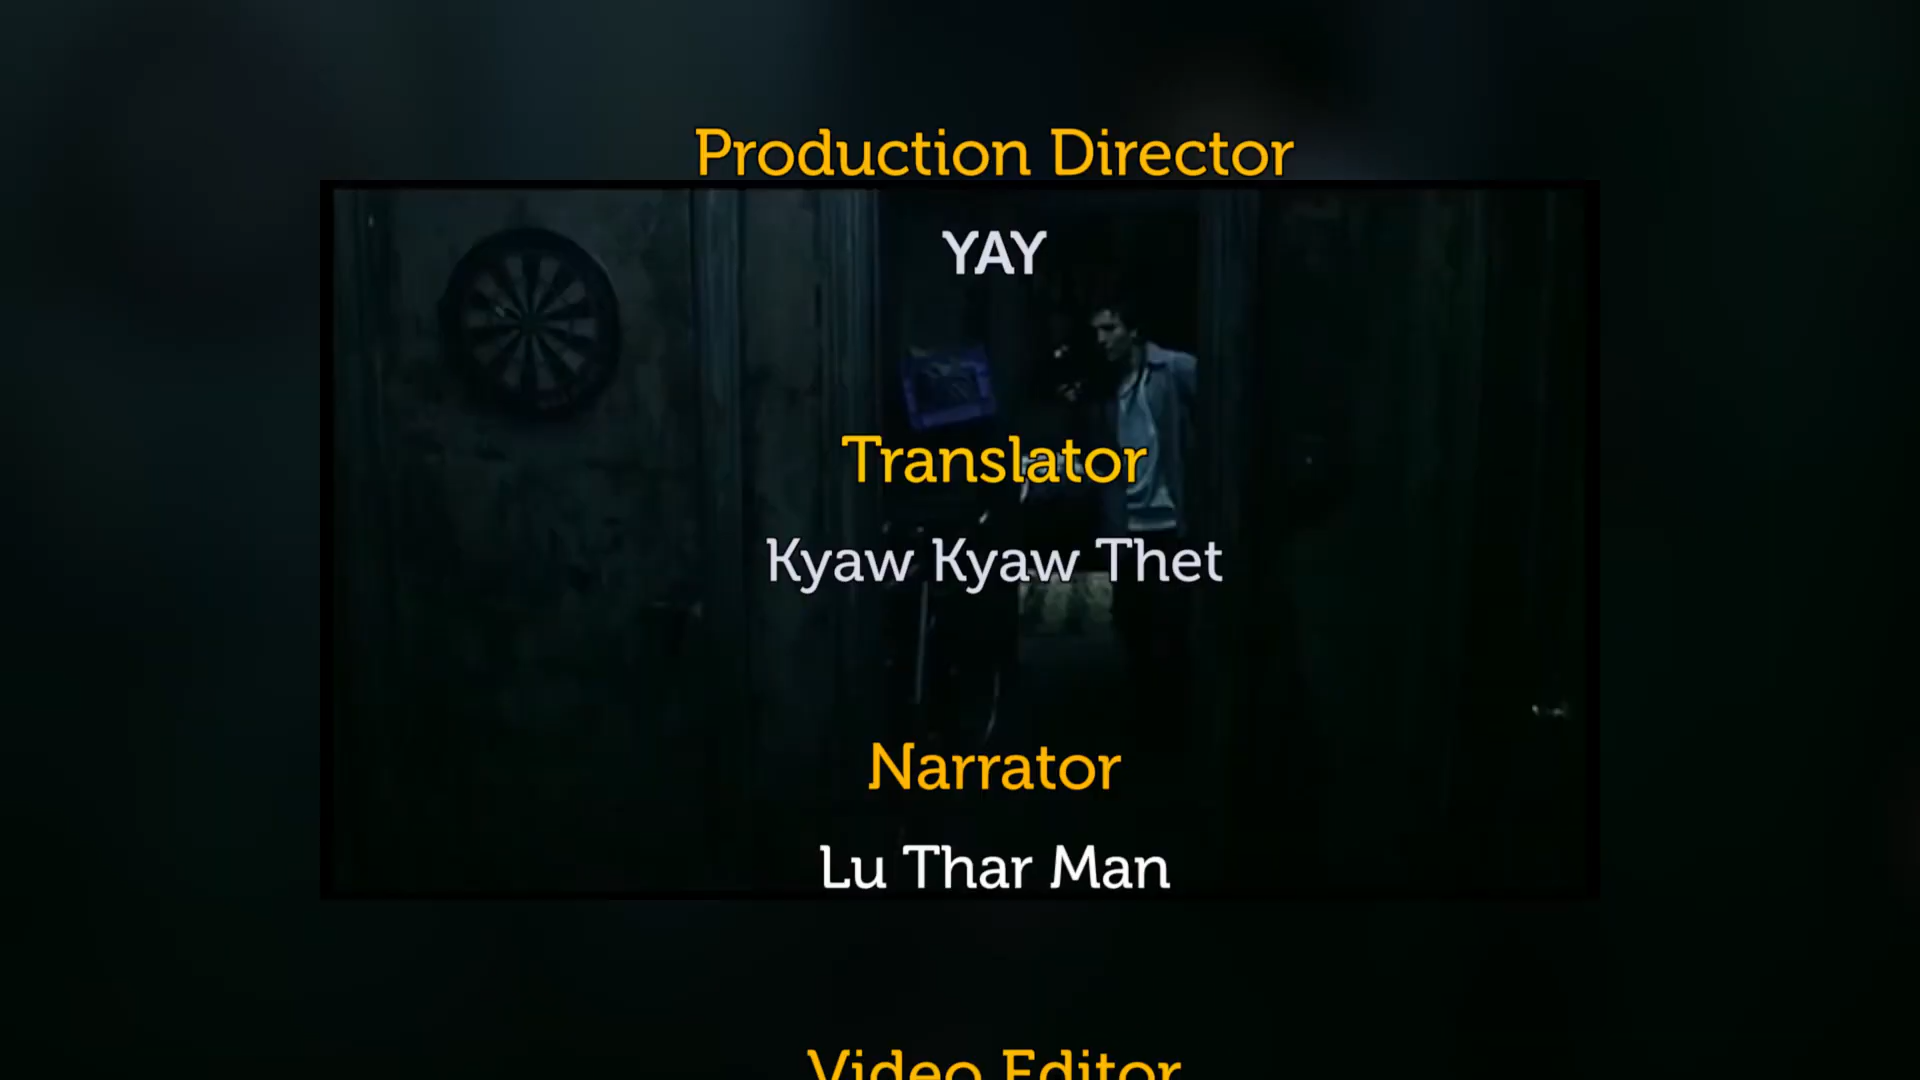 Production Director
YAY
Translator
Kyaw Kyaw Thet
Narrator
Lu Thar Man
Video Editor